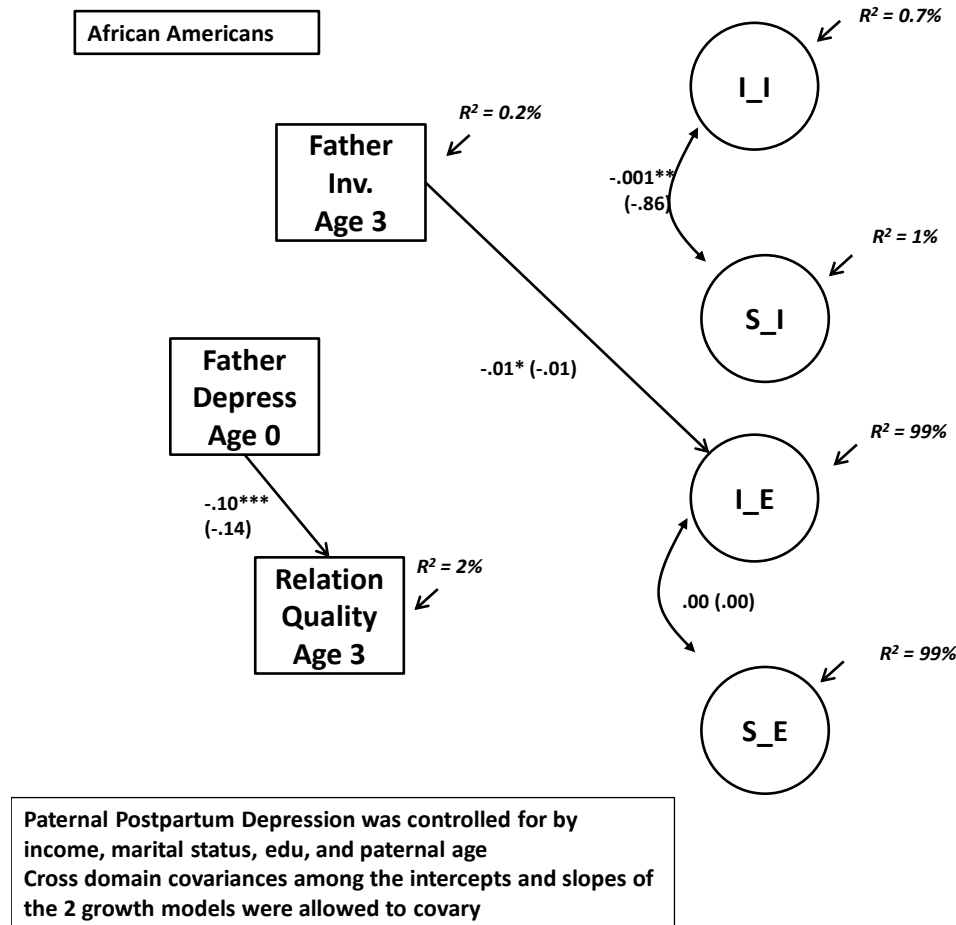 African Americans
R² = 0.7%
I_I
R² = 0.2%
Father
Inv.
Age 3
-.001**
(-.86)
R² = 1%
S_I
Father
Depress
Age 0
-.01* (-.01)
R² = 99%
I_E
-.10***
(-.14)
Relation
Quality
Age 3
R² = 2%
.00 (.00)
R² = 99%
S_E
Paternal Postpartum Depression was controlled for by
income, marital status, edu, and paternal age
Cross domain covariances among the intercepts and slopes of
the 2 growth models were allowed to covary